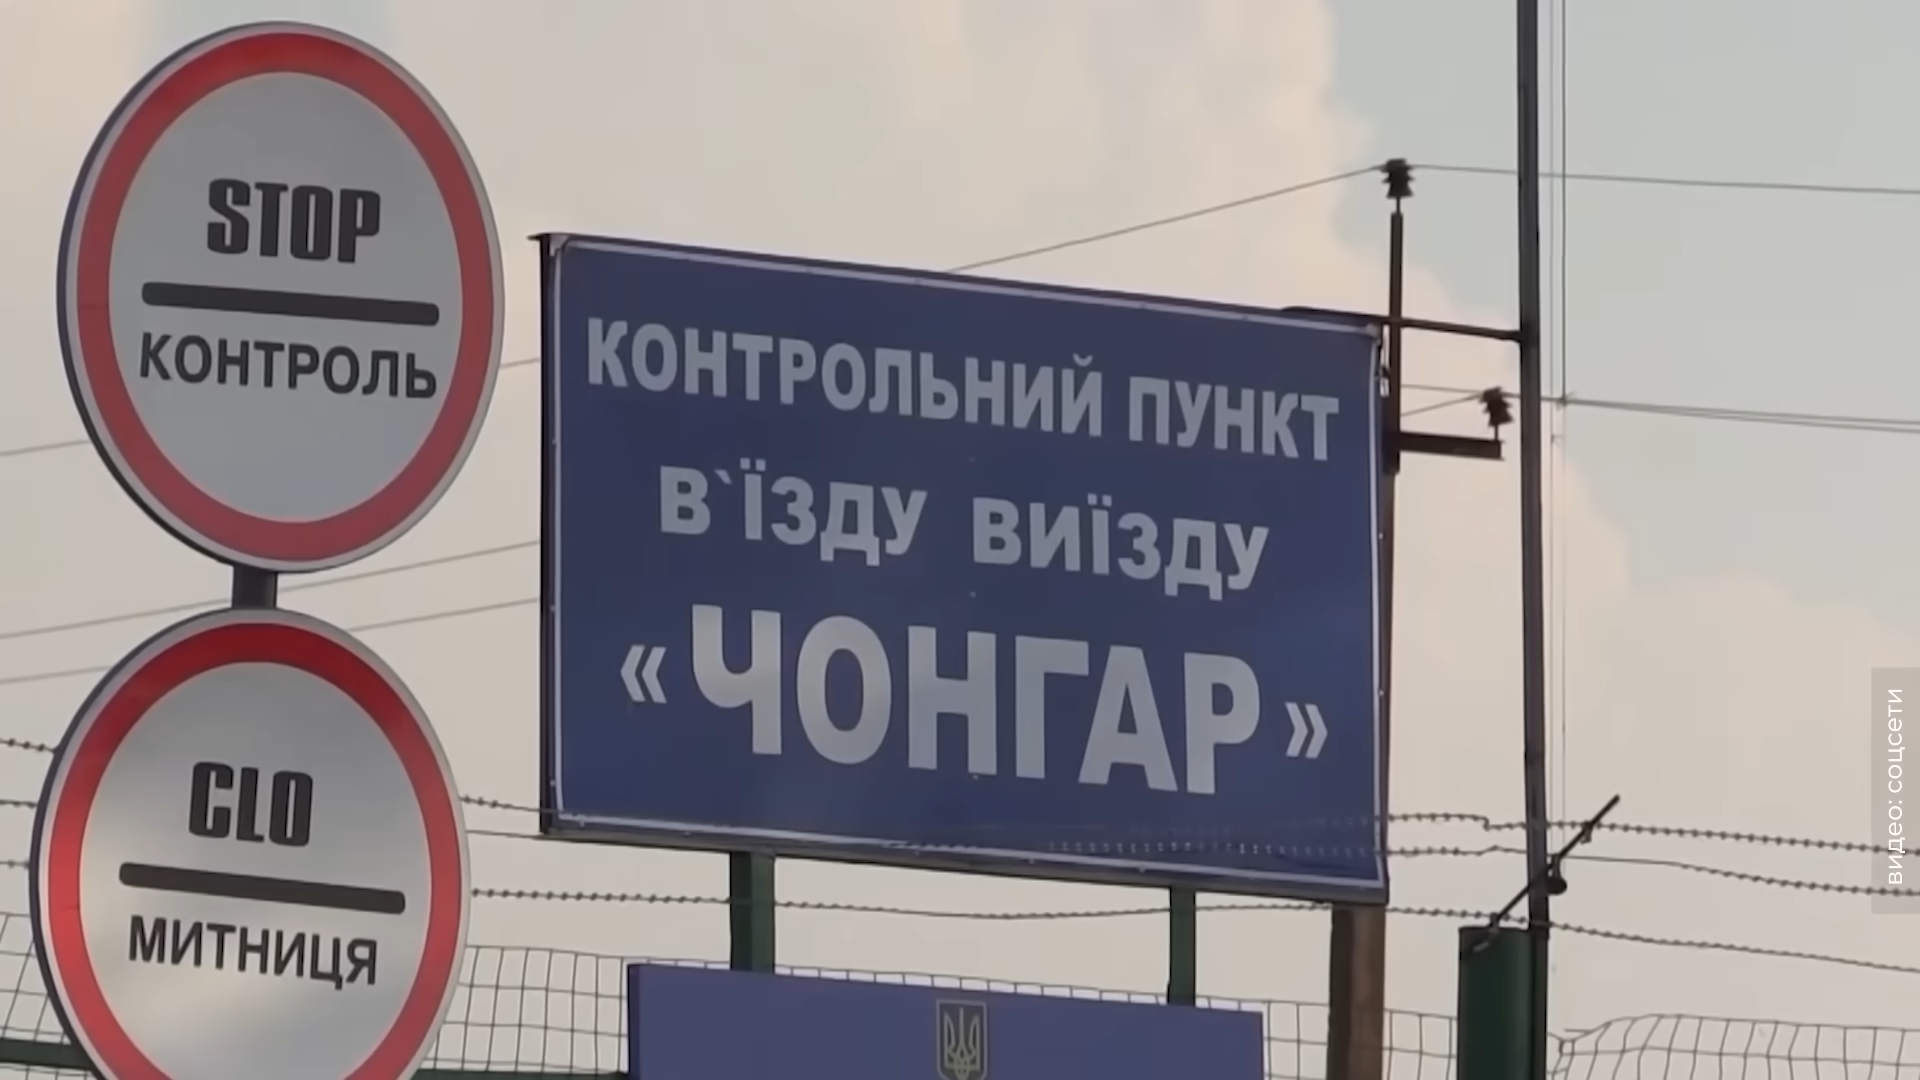 STOP
КОНТРОЛЬ
КОНТРОЛЬНИЙ ПУНКТ
В`ЇЗДУ ВИЇЗДУ
«ЧОНГАР»
CLO
МИТНИЦЯ
видео: соцсети